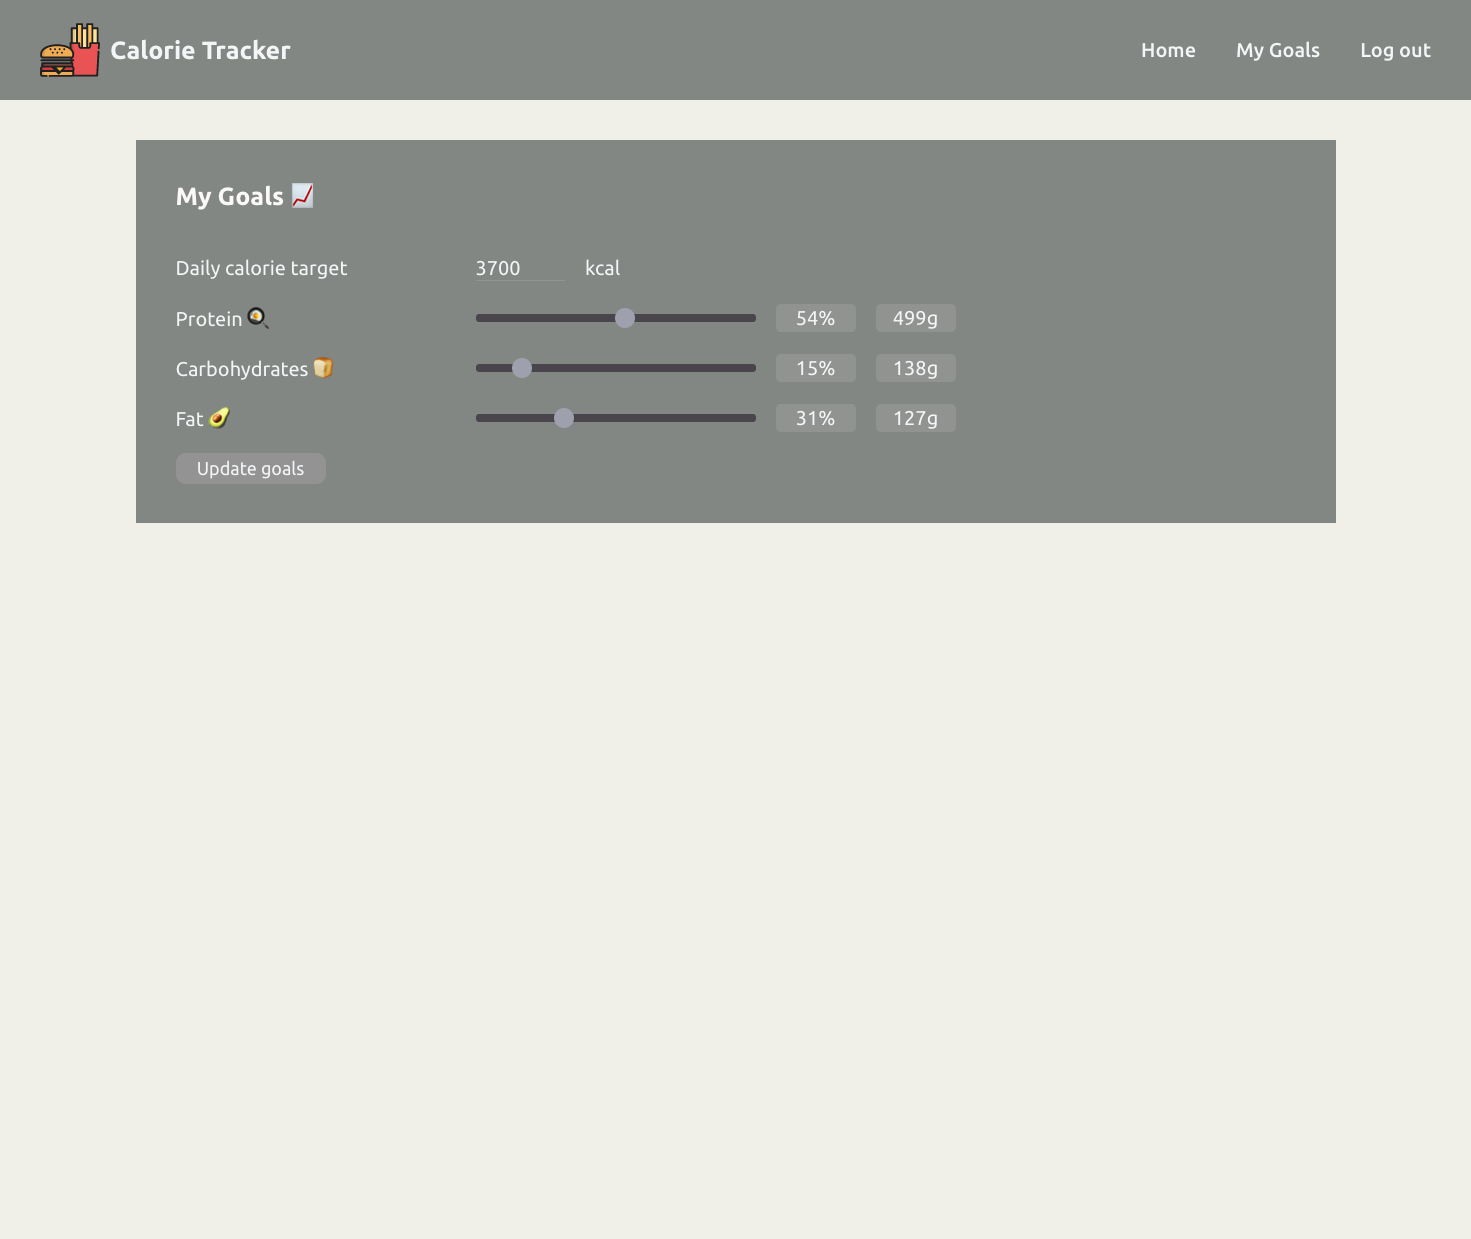 Calorie Tracker
Home My Goals Log out
My Goals 📈
Daily calorie target 3700 kcal
Protein 🍳 54% 499g
Carbohydrates 🍞 15% 138g
Fat 🥑 31% 127g
Update goals